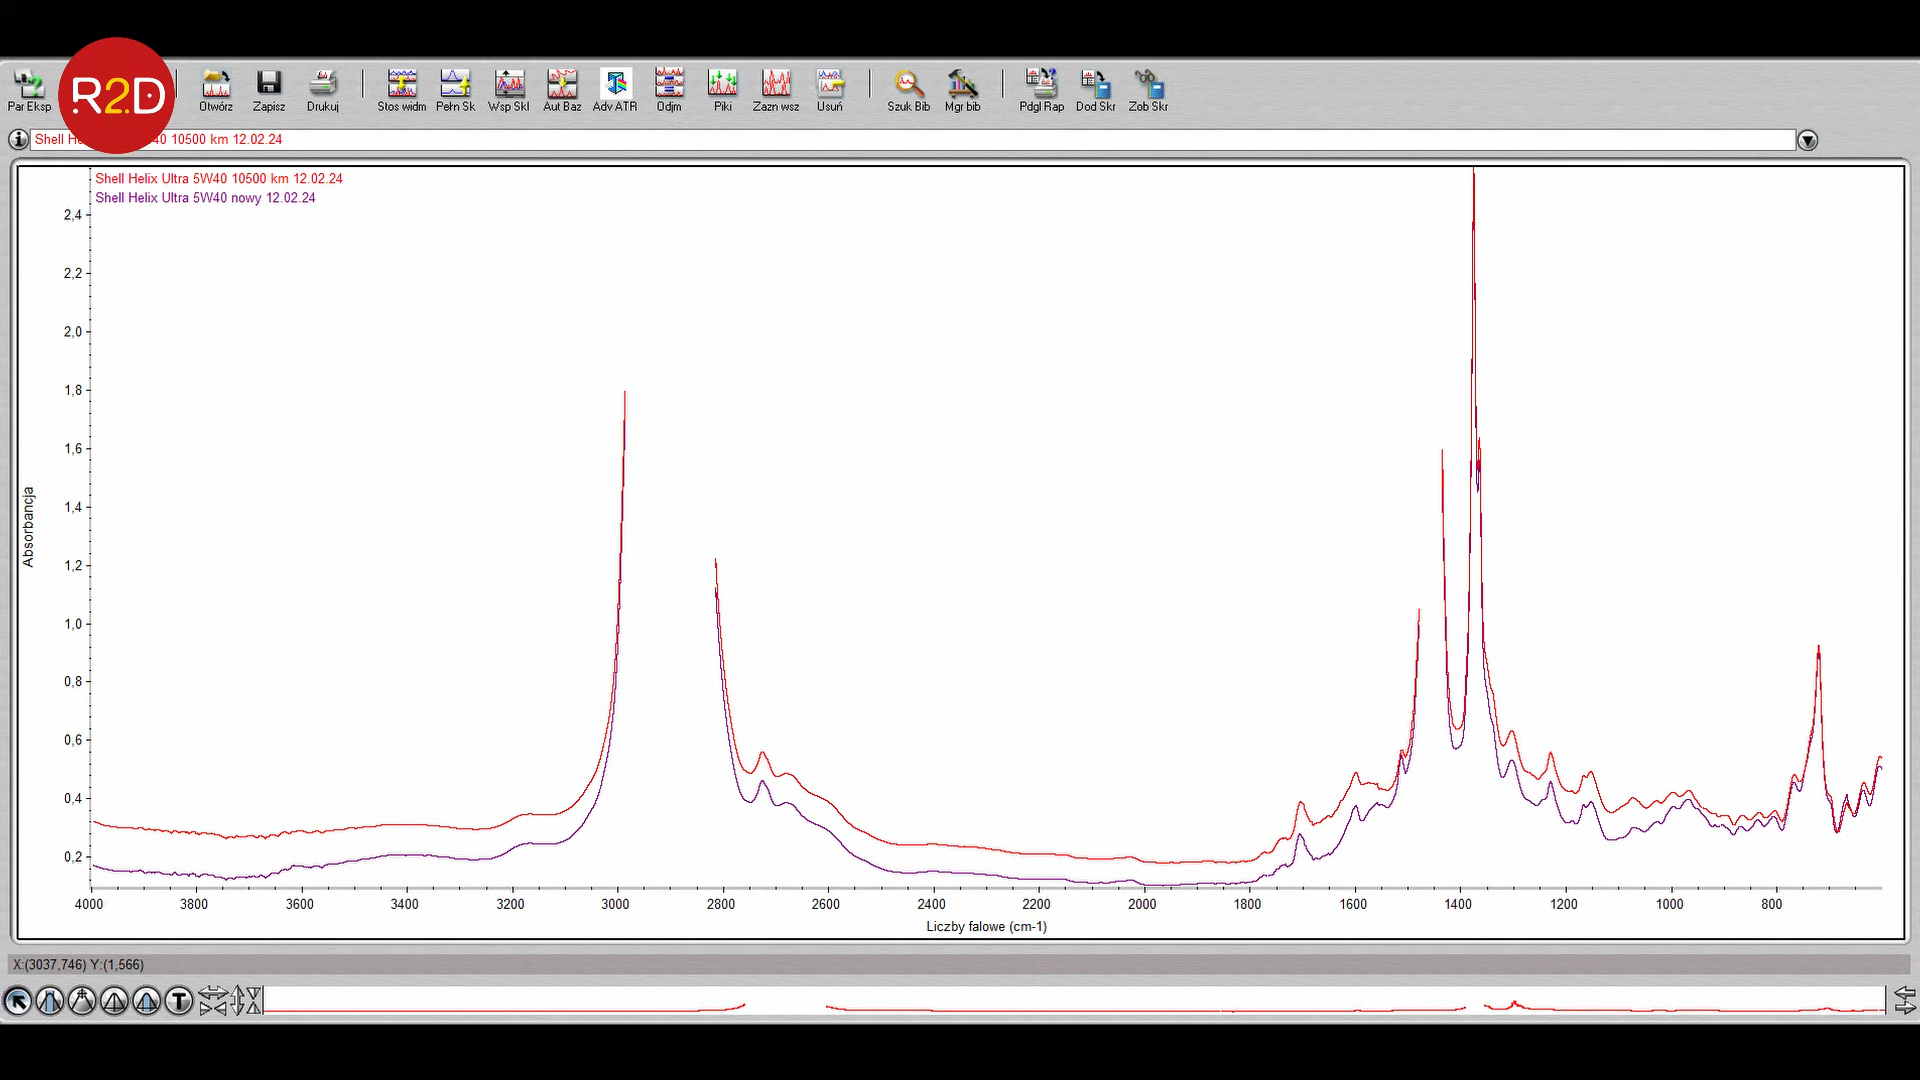 R2D
Par Eksp
Otwórz
Zapisz
Drukuj
Stos widm
Pełn Sk
Wsp Skl
Aut Baz
Adv ATR
Odjm
Piki
Zazn wsz
Usuń
Szuk Bib
Mgr bib
Pdgl Rap
Dod Skr
Zob Skr
Shell He 40 10500 km 12.02.24
Shell Helix Ultra 5W40 10500 km 12.02.24
Shell Helix Ultra 5W40 nowy 12.02.24
2,4
2,2
2,0
1,8
1,6
1,4
1,2
1,0
0,8
0,6
0,4
0,2
Absorbancja
4000 3800 3600 3400 3200 3000 2800 2600 2400 2200 2000 1800 1600 1400 1200 1000 800
Liczby falowe (cm-1)
X:(3037,746) Y:(1,566)
T